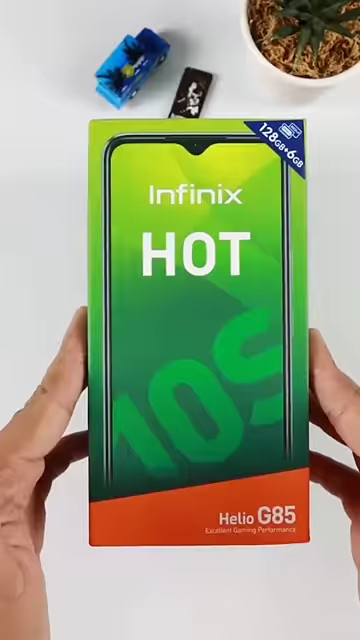 128GB+6GB
Infinix
HOT
10S
Helio G85
Excellent Gaming Performance